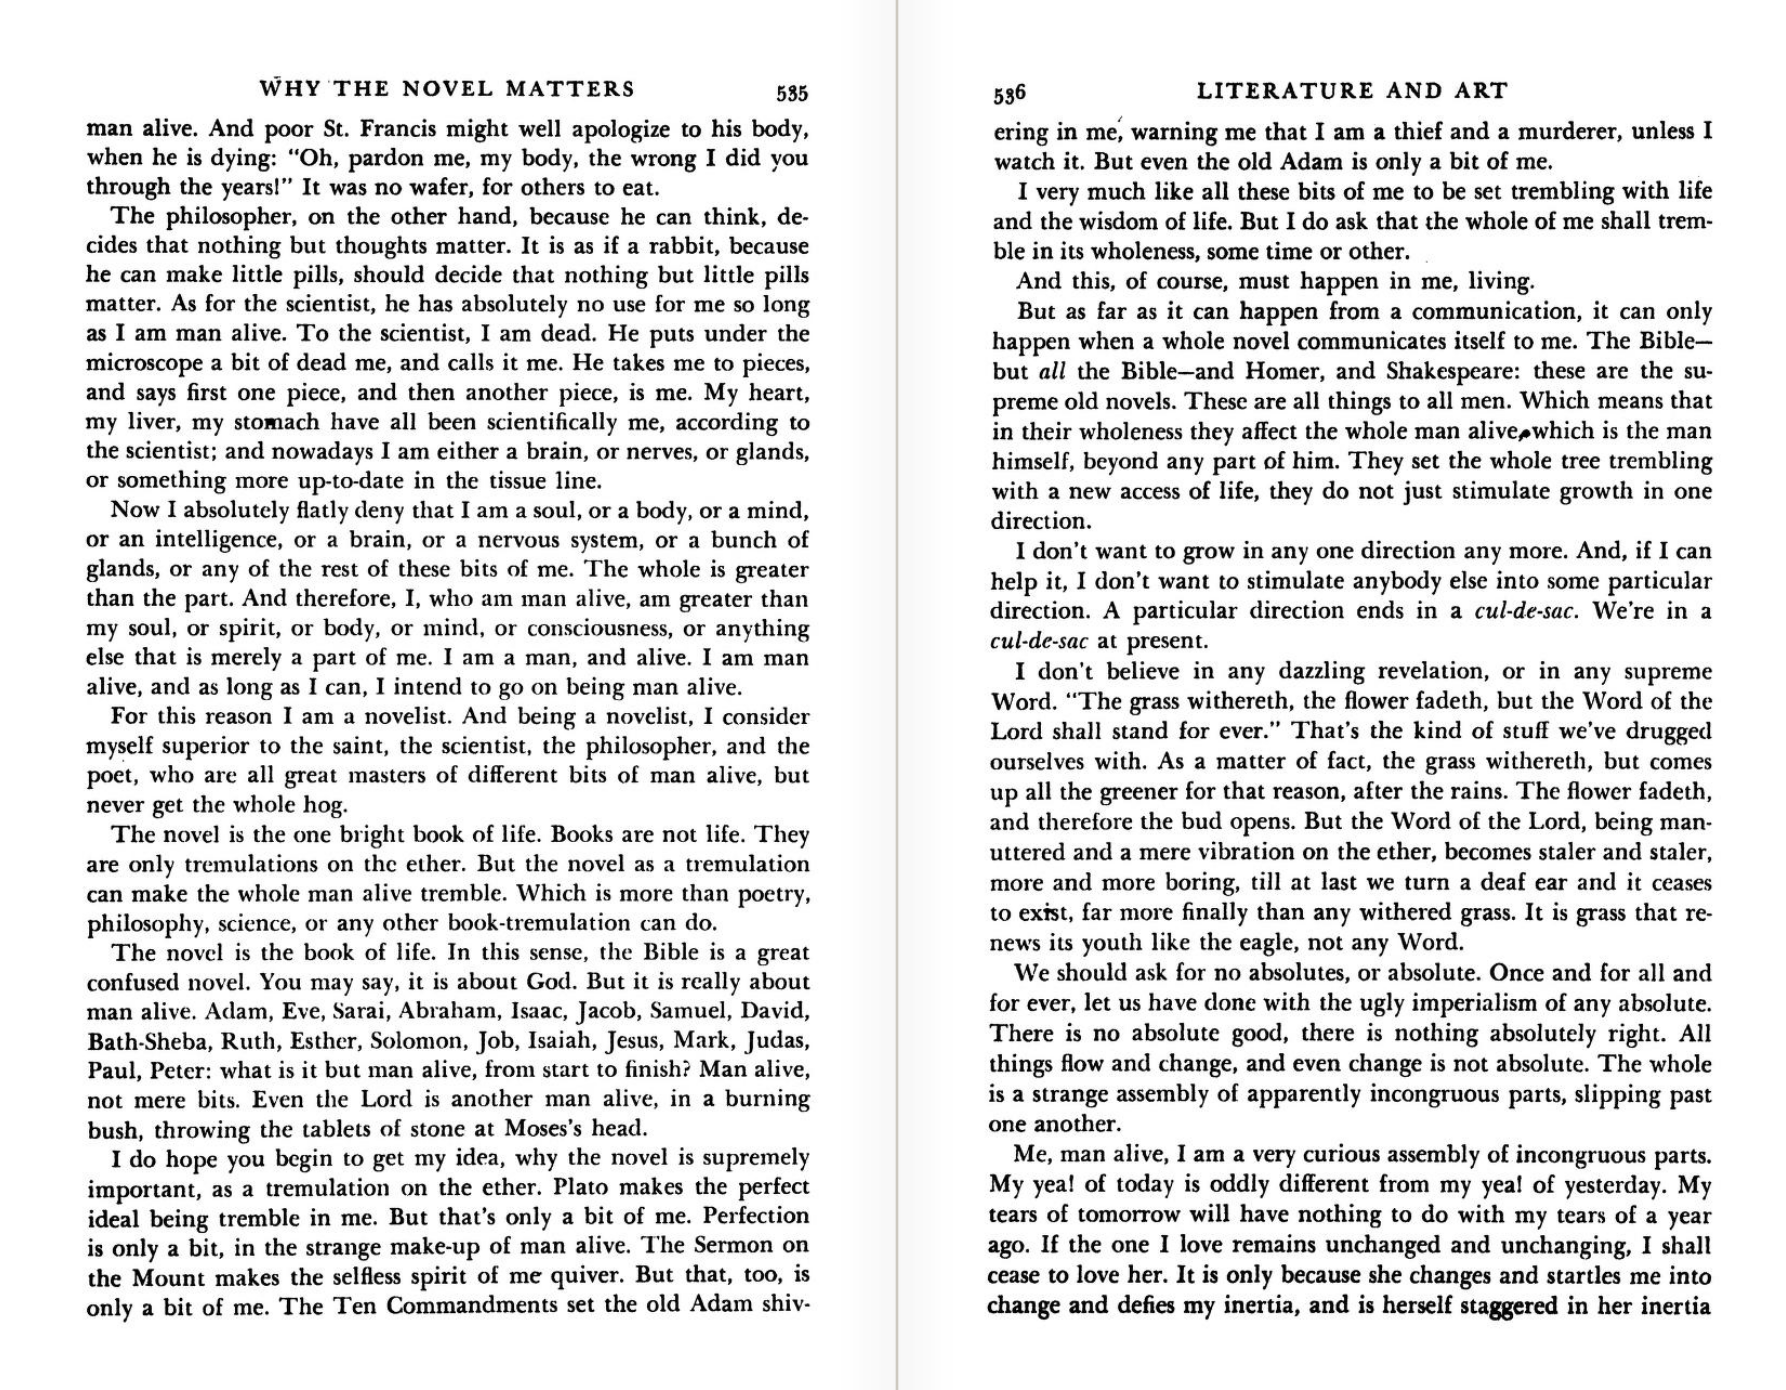 WHY THE NOVEL MATTERS 535
man alive. And poor St. Francis might well apologize to his body,
when he is dying: “Oh, pardon me, my body, the wrong I did you
through the years!” It was no wafer, for others to eat.
The philosopher, on the other hand, because he can think, de-
cides that nothing but thoughts matter. It is as if a rabbit, because
he can make little pills, should decide that nothing but little pills
matter. As for the scientist, he has absolutely no use for me so long
as I am man alive. To the scientist, I am dead. He puts under the
microscope a bit of dead me, and calls it me. He takes me to pieces,
and says first one piece, and then another piece, is me. My heart,
my liver, my stomach have all been scientifically me, according to
the scientist; and nowadays I am either a brain, or nerves, or glands,
or something more up-to-date in the tissue line.
Now I absolutely flatly deny that I am a soul, or a body, or a mind,
or an intelligence, or a brain, or a nervous system, or a bunch of
glands, or any of the rest of these bits of me. The whole is greater
than the part. And therefore, I, who am man alive, am greater than
my soul, or spirit, or body, or mind, or consciousness, or anything
else that is merely a part of me. I am a man, and alive. I am man
alive, and as long as I can, I intend to go on being man alive.
For this reason I am a novelist. And being a novelist, I consider
myself superior to the saint, the scientist, the philosopher, and the
poet, who are all great masters of different bits of man alive, but
never get the whole hog.
The novel is the one bright book of life. Books are not life. They
are only tremulations on the ether. But the novel as a tremulation
can make the whole man alive tremble. Which is more than poetry,
philosophy, science, or any other book-tremulation can do.
The novel is the book of life. In this sense, the Bible is a great
confused novel. You may say, it is about God. But it is really about
man alive. Adam, Eve, Sarai, Abraham, Isaac, Jacob, Samuel, David,
Bath-Sheba, Ruth, Esther, Solomon, Job, Isaiah, Jesus, Mark, Judas,
Paul, Peter: what is it but man alive, from start to finish? Man alive,
not mere bits. Even the Lord is another man alive, in a burning
bush, throwing the tablets of stone at Moses's head.
I do hope you begin to get my idea, why the novel is supremely
important, as a tremulation on the ether. Plato makes the perfect
ideal being tremble in me. But that's only a bit of me. Perfection
is only a bit, in the strange make-up of man alive. The Sermon on
the Mount makes the selfless spirit of me quiver. But that, too, is
only a bit of me. The Ten Commandments set the old Adam shiv-
536 LITERATURE AND ART
ering in me, warning me that I am a thief and a murderer, unless I
watch it. But even the old Adam is only a bit of me.
I very much like all these bits of me to be set trembling with life
and the wisdom of life. But I do ask that the whole of me shall trem-
ble in its wholeness, some time or other.
And this, of course, must happen in me, living.
But as far as it can happen from a communication, it can only
happen when a whole novel communicates itself to me. The Bible—
but all the Bible—and Homer, and Shakespeare: these are the su-
preme old novels. These are all things to all men. Which means that
in their wholeness they affect the whole man alive, which is the man
himself, beyond any part of him. They set the whole tree trembling
with a new access of life, they do not just stimulate growth in one
direction.
I don't want to grow in any one direction any more. And, if I can
help it, I don't want to stimulate anybody else into some particular
direction. A particular direction ends in a cul-de-sac. We're in a
cul-de-sac at present.
I don't believe in any dazzling revelation, or in any supreme
Word. “The grass withereth, the flower fadeth, but the Word of the
Lord shall stand for ever.” That's the kind of stuff we've drugged
ourselves with. As a matter of fact, the grass withereth, but comes
up all the greener for that reason, after the rains. The flower fadeth,
and therefore the bud opens. But the Word of the Lord, being man-
uttered and a mere vibration on the ether, becomes staler and staler,
more and more boring, till at last we turn a deaf ear and it ceases
to exist, far more finally than any withered grass. It is grass that re-
news its youth like the eagle, not any Word.
We should ask for no absolutes, or absolute. Once and for all and
for ever, let us have done with the ugly imperialism of any absolute.
There is no absolute good, there is nothing absolutely right. All
things flow and change, and even change is not absolute. The whole
is a strange assembly of apparently incongruous parts, slipping past
one another.
Me, man alive, I am a very curious assembly of incongruous parts.
My yea! of today is oddly different from my yea! of yesterday. My
tears of tomorrow will have nothing to do with my tears of a year
ago. If the one I love remains unchanged and unchanging, I shall
cease to love her. It is only because she changes and startles me into
change and defies my inertia, and is herself staggered in her inertia